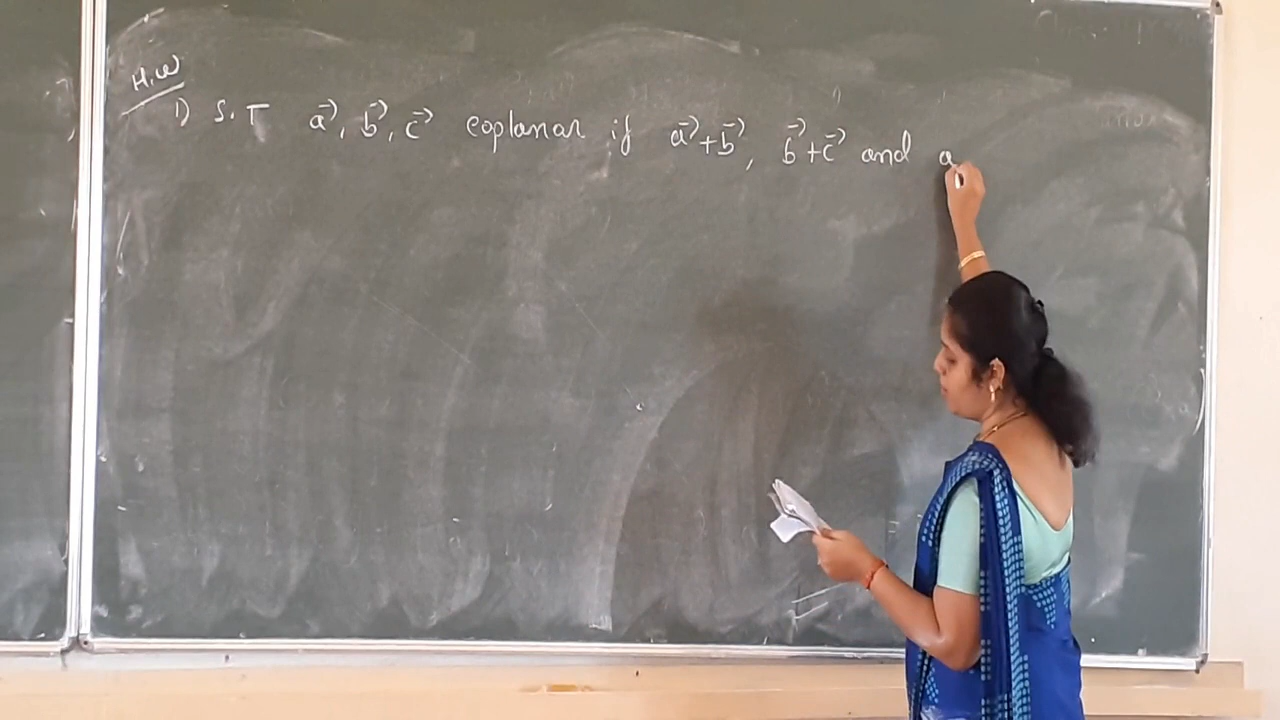 H.W
1) S.T a⃗, b⃗, c⃗ coplanar if a⃗+b⃗, b⃗+c⃗ and a